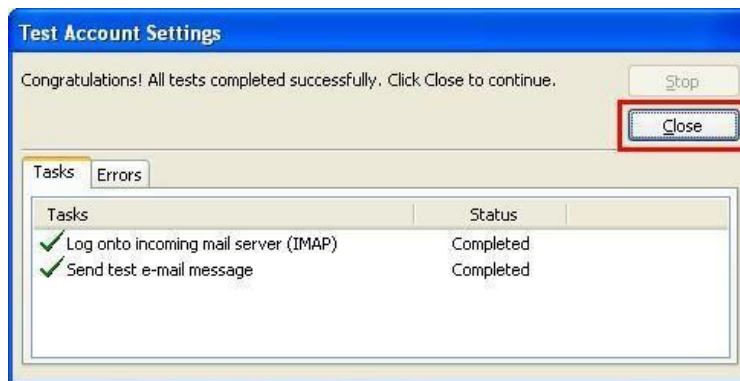 Test Account Settings
Congratulations! All tests completed successfully. Click Close to continue.
Stop
Close
Tasks Errors
Tasks Status
Log onto incoming mail server (IMAP) Completed
Send test e-mail message Completed